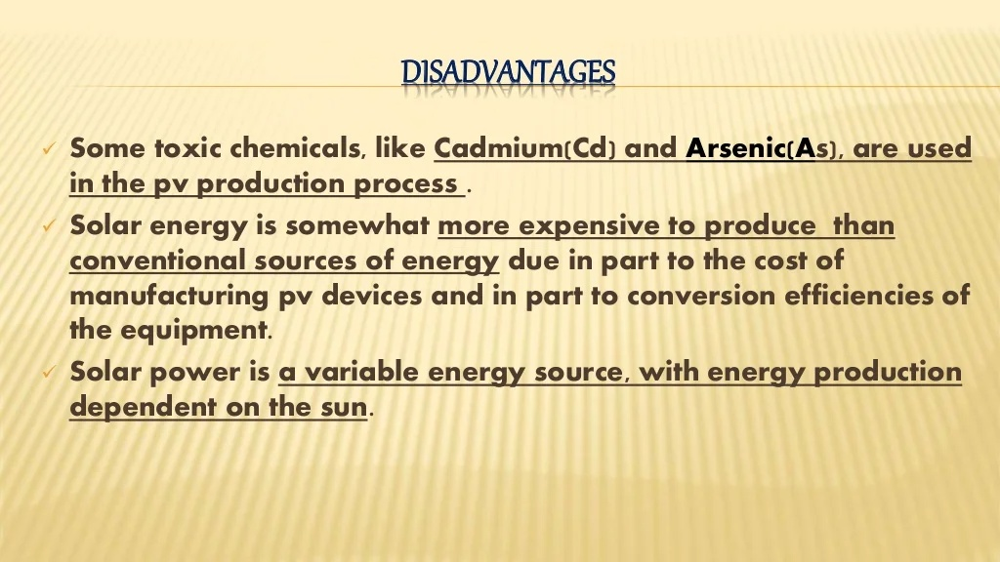 DISADVANTAGES
Some toxic chemicals, like Cadmium(Cd) and Arsenic(As), are used
in the pv production process .
Solar energy is somewhat more expensive to produce  than
conventional sources of energy due in part to the cost of
manufacturing pv devices and in part to conversion efficiencies of
the equipment.
Solar power is a variable energy source, with energy production
dependent on the sun.